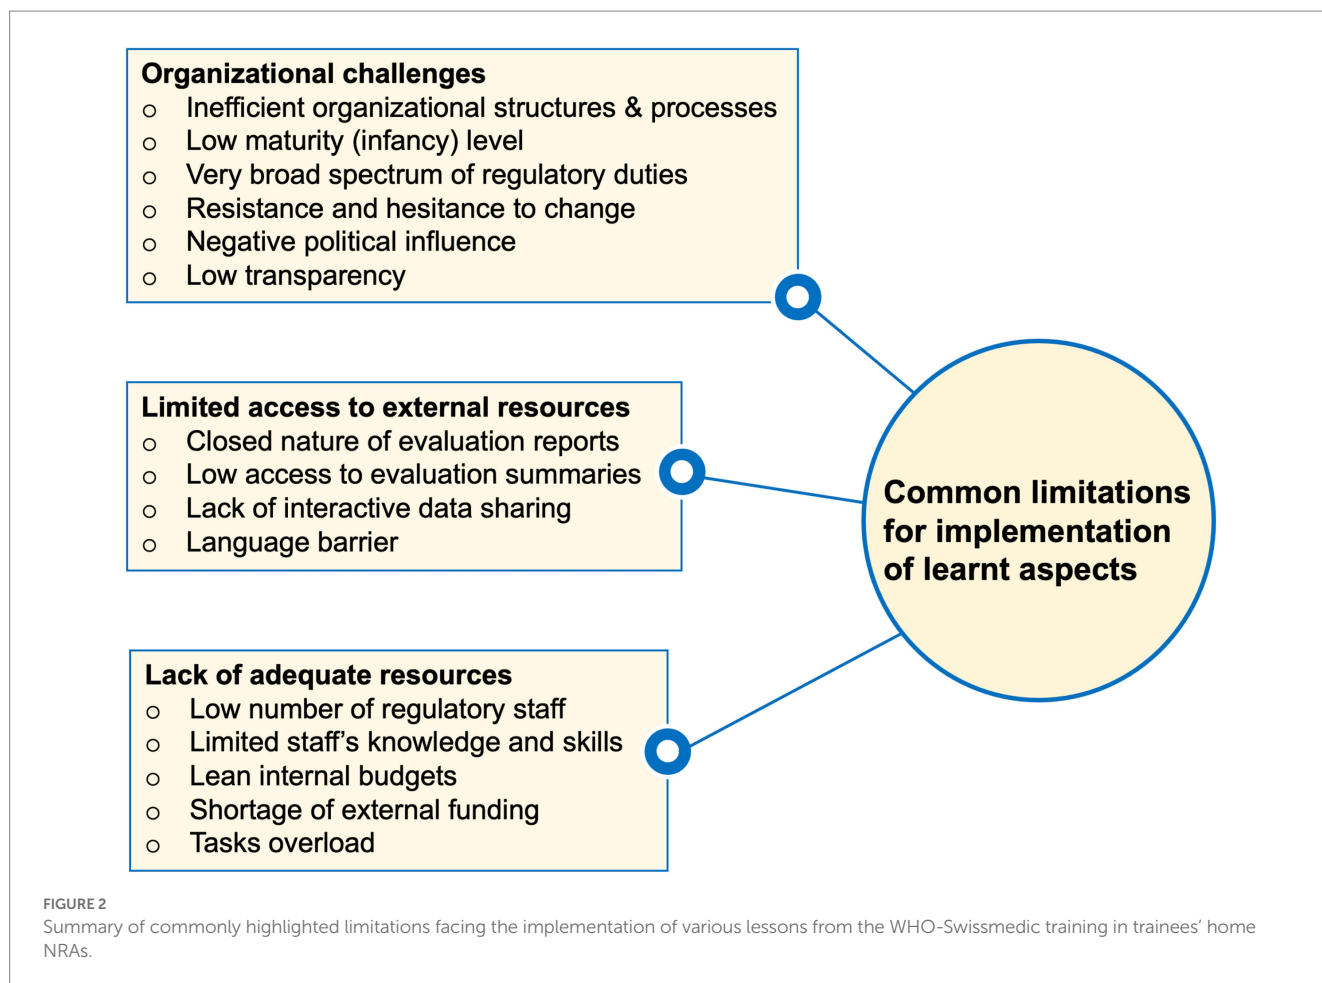 Organizational challenges
o Inefficient organizational structures & processes
o Low maturity (infancy) level
o Very broad spectrum of regulatory duties
o Resistance and hesitance to change
o Negative political influence
o Low transparency
Limited access to external resources
o Closed nature of evaluation reports
o Low access to evaluation summaries
o Lack of interactive data sharing
o Language barrier
Common limitations
for implementation
of learnt aspects
Lack of adequate resources
o Low number of regulatory staff
o Limited staff's knowledge and skills
o Lean internal budgets
o Shortage of external funding
o Tasks overload
FIGURE 2
Summary of commonly highlighted limitations facing the implementation of various lessons from the WHO-Swissmedic training in trainees' home
NRAs.